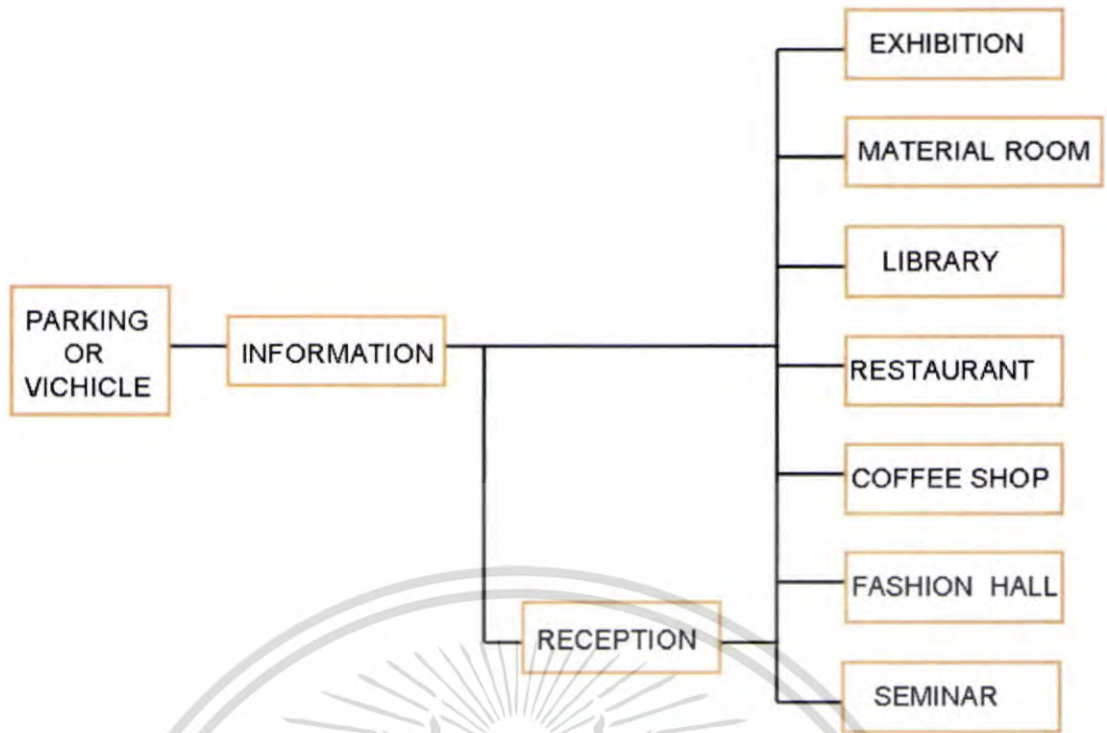 PARKING
OR
VICHICLE
INFORMATION
RECEPTION
EXHIBITION
MATERIAL ROOM
LIBRARY
RESTAURANT
COFFEE SHOP
FASHION HALL
SEMINAR